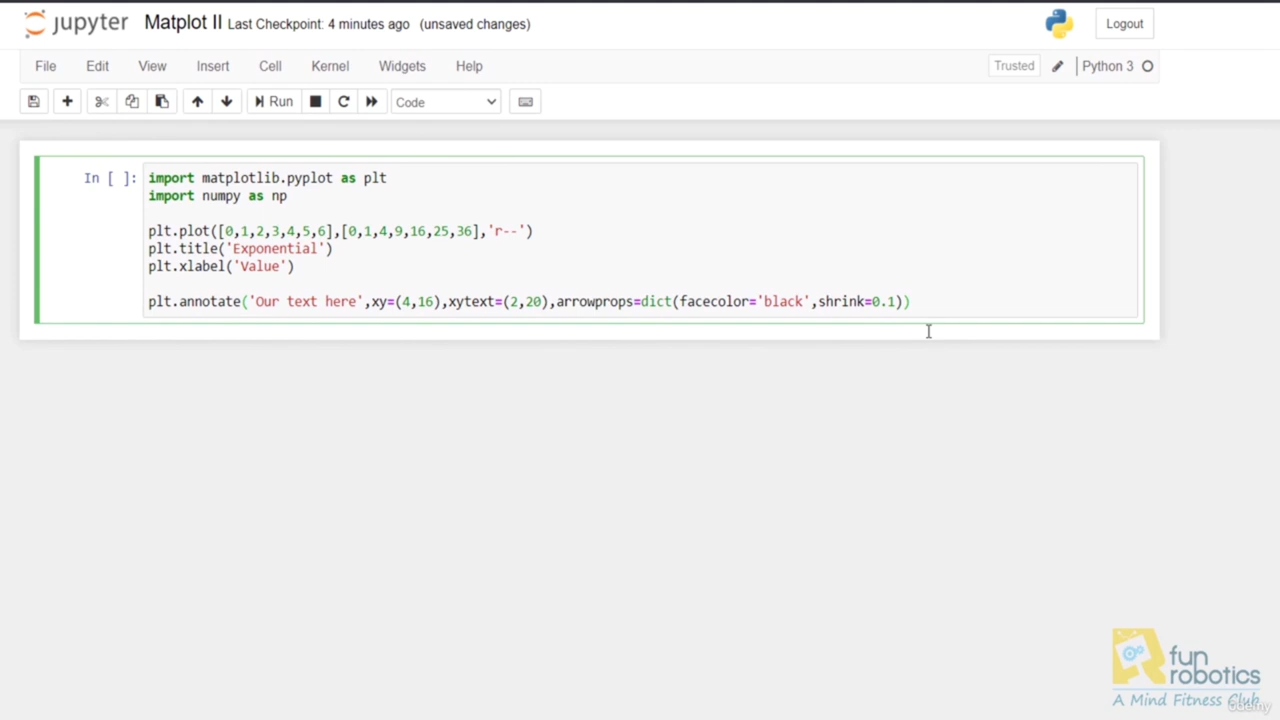 jupyter Matplot II Last Checkpoint: 4 minutes ago (unsaved changes) Logout
File Edit View Insert Cell Kernel Widgets Help Trusted Python 3
Run Code
In [ ]: import matplotlib.pyplot as plt
import numpy as np
plt.plot([0,1,2,3,4,5,6],[0,1,4,9,16,25,36],'r--')
plt.title('Exponential')
plt.xlabel('Value')
plt.annotate('Our text here',xy=(4,16),xytext=(2,20),arrowprops=dict(facecolor='black',shrink=0.1))
fun
robotics
A Mind Fitness Club
udemy